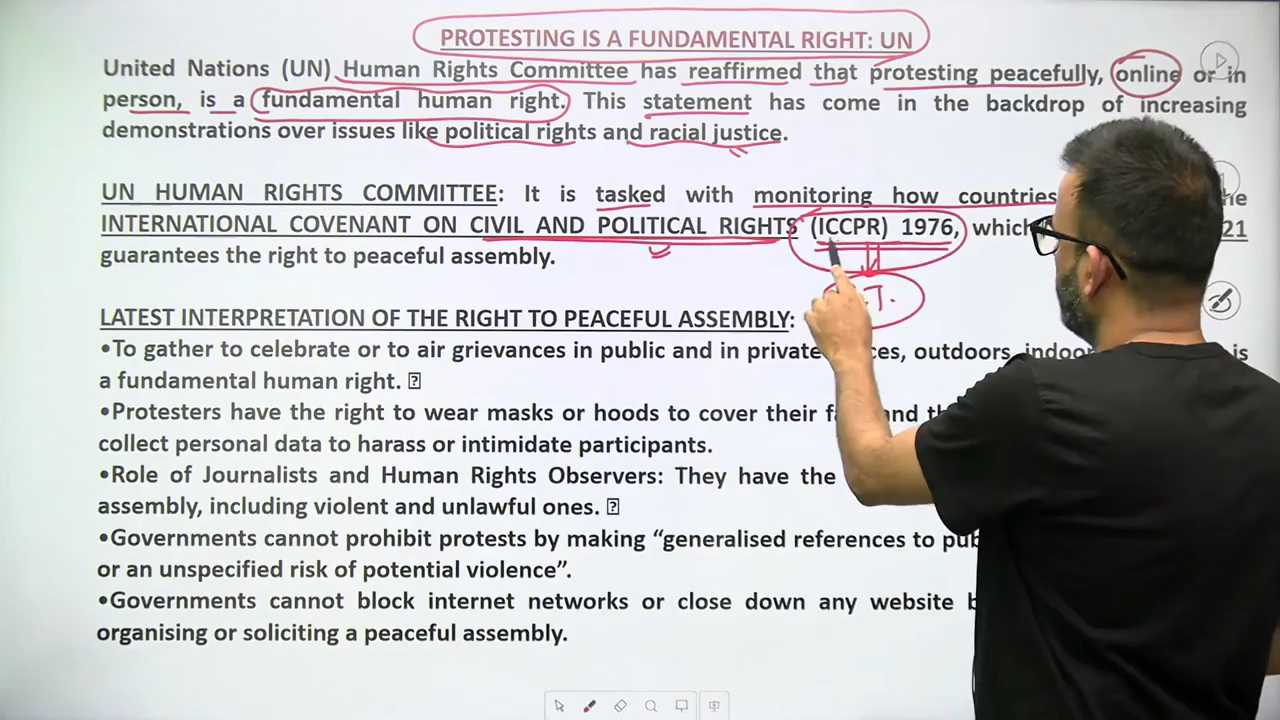 PROTESTING IS A FUNDAMENTAL RIGHT: UN
United Nations (UN) Human Rights Committee has reaffirmed that protesting peacefully, online or in
person, is a fundamental human right. This statement has come in the backdrop of increasing
demonstrations over issues like political rights and racial justice.
UN HUMAN RIGHTS COMMITTEE: It is tasked with monitoring how countries
INTERNATIONAL COVENANT ON CIVIL AND POLITICAL RIGHTS (ICCPR) 1976, which 21
guarantees the right to peaceful assembly.
LATEST INTERPRETATION OF THE RIGHT TO PEACEFUL ASSEMBLY:
•To gather to celebrate or to air grievances in public and in private outdoors, is
a fundamental human right.
•Protesters have the right to wear masks or hoods to cover their and
collect personal data to harass or intimidate participants.
•Role of Journalists and Human Rights Observers: They have the
assembly, including violent and unlawful ones.
•Governments cannot prohibit protests by making “generalised references to
or an unspecified risk of potential violence”.
•Governments cannot block internet networks or close down any website
organising or soliciting a peaceful assembly.